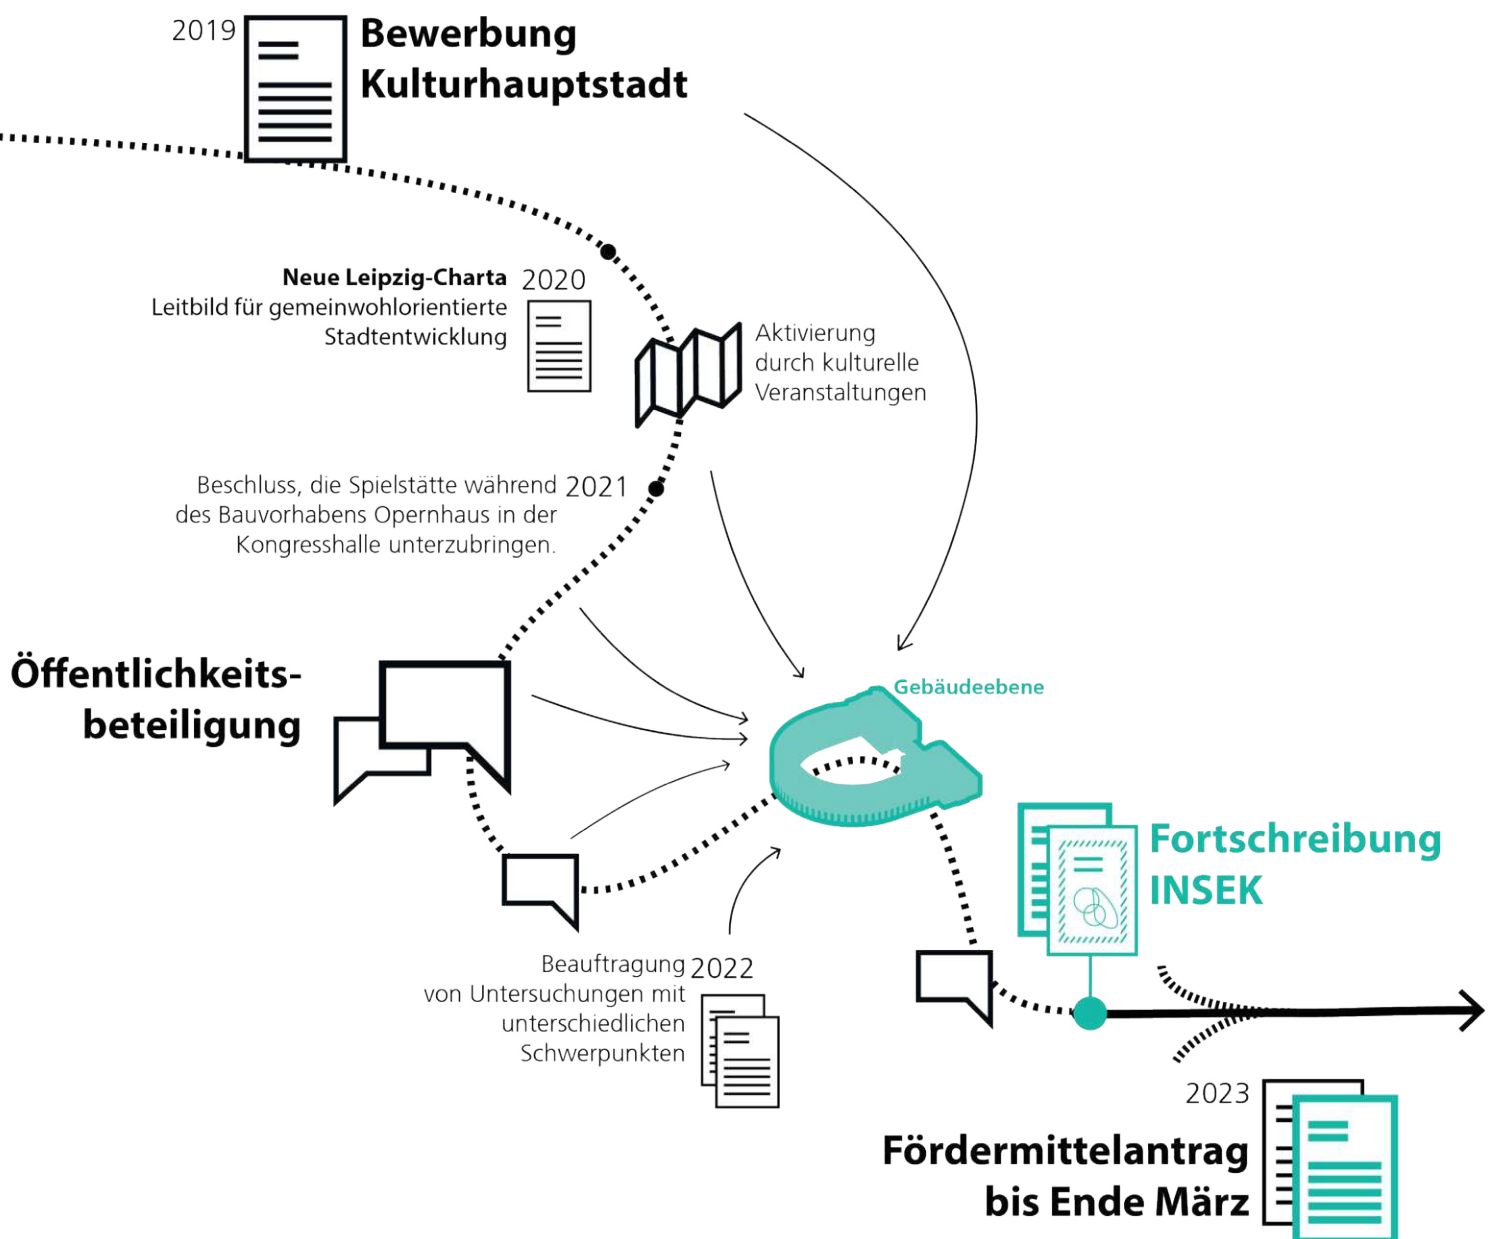 2019
Bewerbung
Kulturhauptstadt
Neue Leipzig-Charta
2020
Leitbild für gemeinwohlorientierte
Stadtentwicklung
Aktivierung
durch kulturelle
Veranstaltungen
Beschluss, die Spielstätte während
2021
des Bauvorhabens Opernhaus in der
Kongresshalle unterzubringen.
Öffentlichkeits-
beteiligung
Gebäudeebene
Fortschreibung
INSEK
Beauftragung
2022
von Untersuchungen mit
unterschiedlichen
Schwerpunkten
2023
Fördermittelantrag
bis Ende März